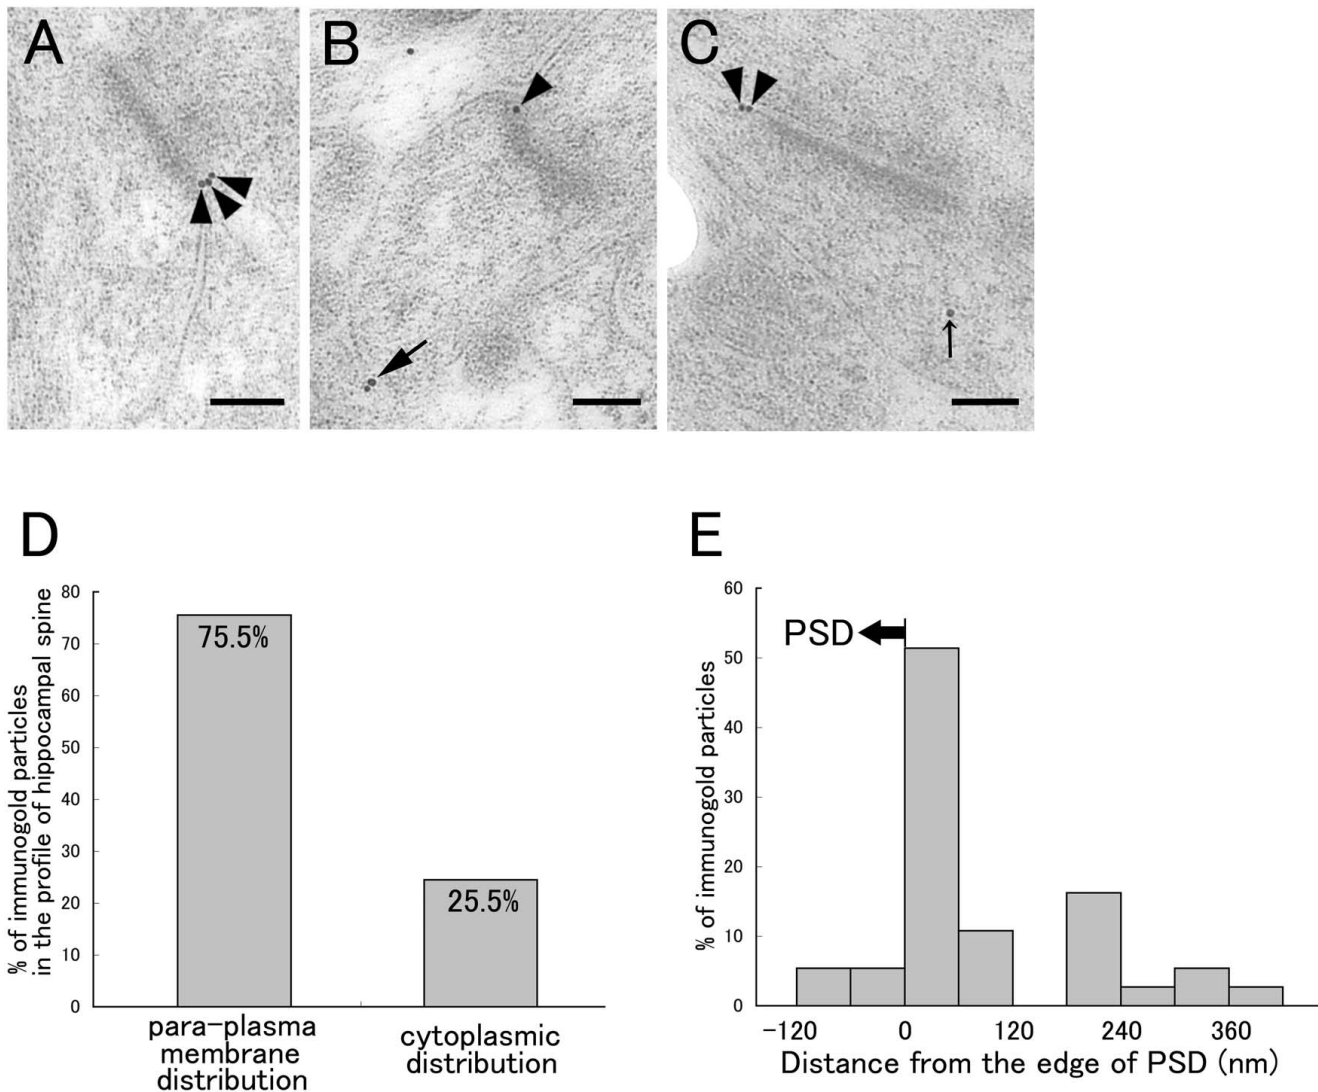 A
B
C
D
E
% of immunogold particles
in the profile of hippocampal spine
80
70
60
50
40
30
20
10
0
75.5%
25.5%
para-plasma
membrane
distribution
cytoplasmic
distribution
% of immunogold particles
60
50
40
30
20
10
0
PSD
-120
0
120
240
360
Distance from the edge of PSD (nm)